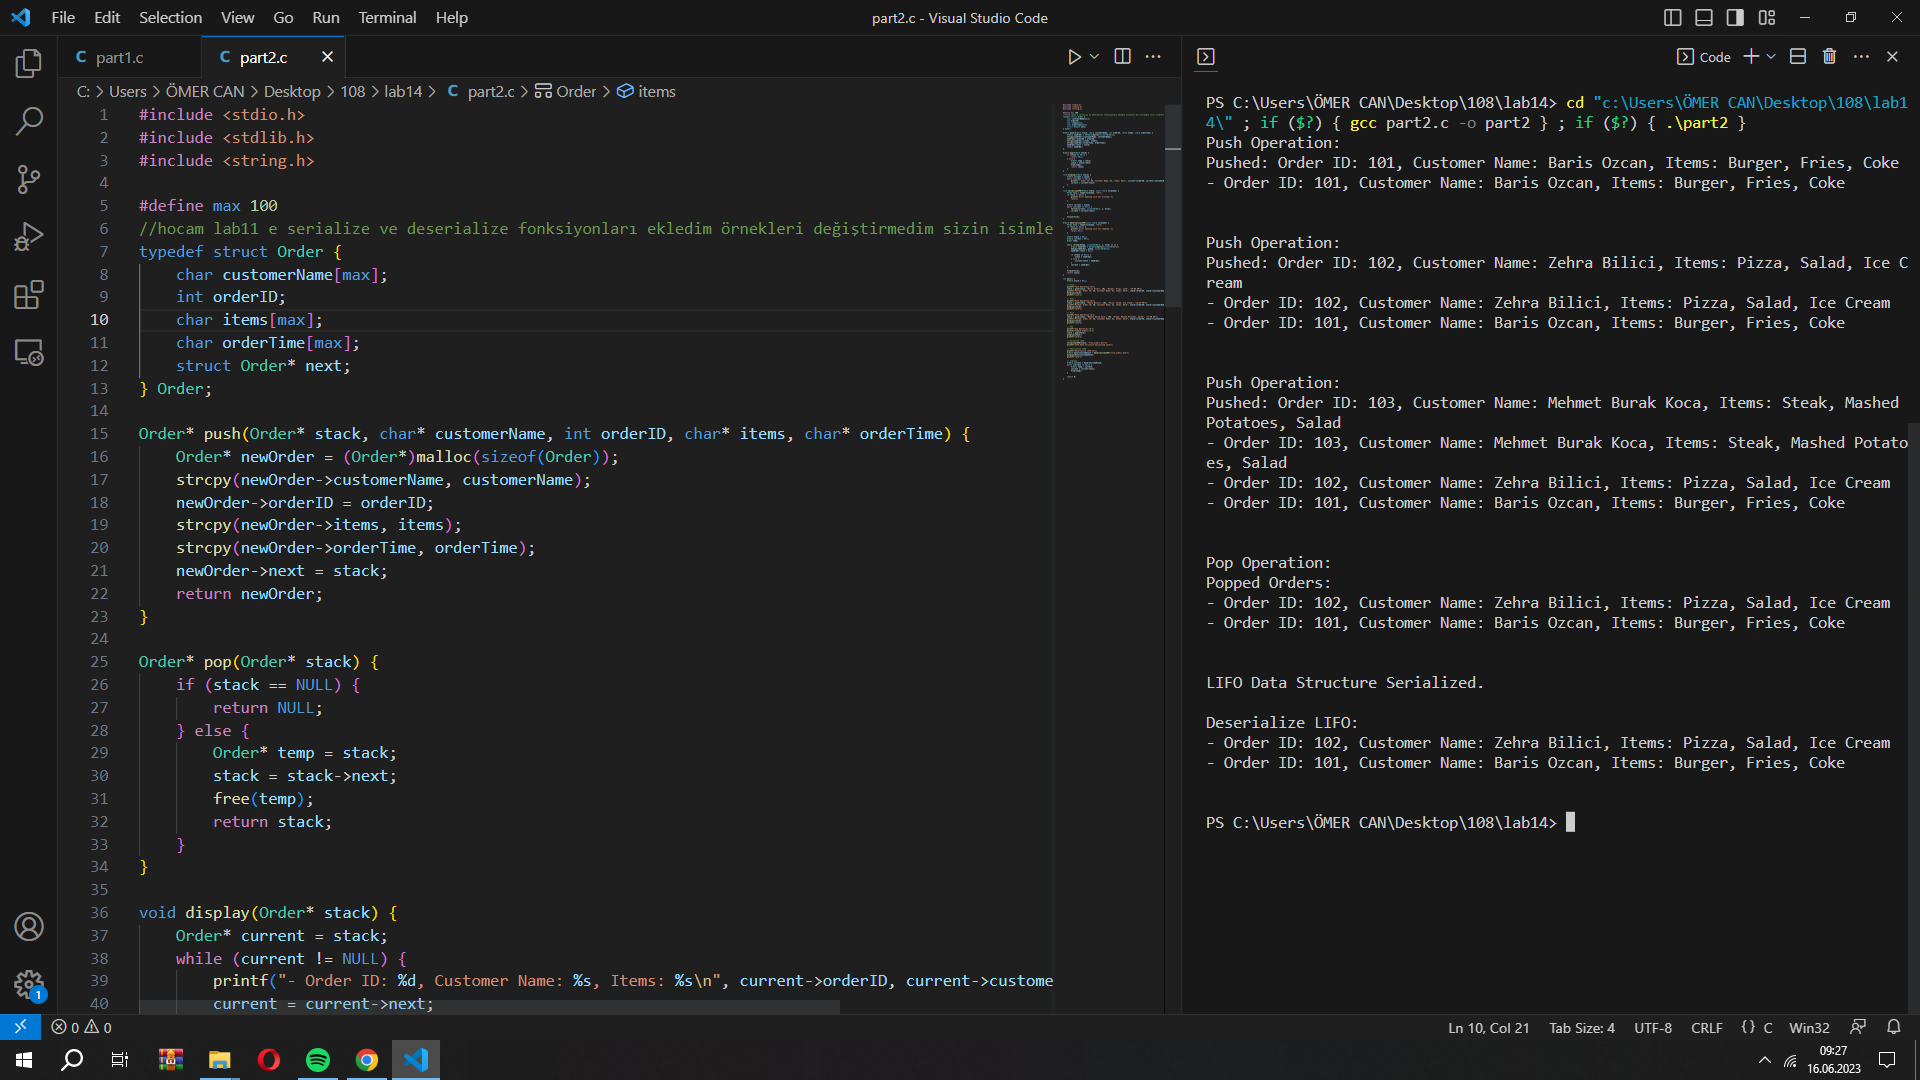 File Edit Selection View Go Run Terminal Help
part2.c - Visual Studio Code
C part1.c
C part2.c
C: > Users > ÖMER CAN > Desktop > 108 > lab14 > C part2.c > Order > items
1 #include <stdio.h>
2 #include <stdlib.h>
3 #include <string.h>
4
5 #define max 100
6 //hocam lab11 e serialize ve deserialize fonksiyonları ekledim örnekleri değiştirmedim sizin isimle
7 typedef struct Order {
8 char customerName[max];
9 int orderID;
10 char items[max];
11 char orderTime[max];
12 struct Order* next;
13 } Order;
14
15 Order* push(Order* stack, char* customerName, int orderID, char* items, char* orderTime) {
16 Order* newOrder = (Order*)malloc(sizeof(Order));
17 strcpy(newOrder->customerName, customerName);
18 newOrder->orderID = orderID;
19 strcpy(newOrder->items, items);
20 strcpy(newOrder->orderTime, orderTime);
21 newOrder->next = stack;
22 return newOrder;
23 }
24
25 Order* pop(Order* stack) {
26 if (stack == NULL) {
27 return NULL;
28 } else {
29 Order* temp = stack;
30 stack = stack->next;
31 free(temp);
32 return stack;
33 }
34 }
35
36 void display(Order* stack) {
37 Order* current = stack;
38 while (current != NULL) {
39 printf("- Order ID: %d, Customer Name: %s, Items: %s\n", current->orderID, current->custome
40 current = current->next;
Code
PS C:\Users\ÖMER CAN\Desktop\108\lab14> cd "c:\Users\ÖMER CAN\Desktop\108\lab1
4\" ; if ($?) { gcc part2.c -o part2 } ; if ($?) { .\part2 }
Push Operation:
Pushed: Order ID: 101, Customer Name: Baris Ozcan, Items: Burger, Fries, Coke
- Order ID: 101, Customer Name: Baris Ozcan, Items: Burger, Fries, Coke
Push Operation:
Pushed: Order ID: 102, Customer Name: Zehra Bilici, Items: Pizza, Salad, Ice C
ream
- Order ID: 102, Customer Name: Zehra Bilici, Items: Pizza, Salad, Ice Cream
- Order ID: 101, Customer Name: Baris Ozcan, Items: Burger, Fries, Coke
Push Operation:
Pushed: Order ID: 103, Customer Name: Mehmet Burak Koca, Items: Steak, Mashed
Potatoes, Salad
- Order ID: 103, Customer Name: Mehmet Burak Koca, Items: Steak, Mashed Potato
es, Salad
- Order ID: 102, Customer Name: Zehra Bilici, Items: Pizza, Salad, Ice Cream
- Order ID: 101, Customer Name: Baris Ozcan, Items: Burger, Fries, Coke
Pop Operation:
Popped Orders:
- Order ID: 102, Customer Name: Zehra Bilici, Items: Pizza, Salad, Ice Cream
- Order ID: 101, Customer Name: Baris Ozcan, Items: Burger, Fries, Coke
LIFO Data Structure Serialized.
Deserialize LIFO:
- Order ID: 102, Customer Name: Zehra Bilici, Items: Pizza, Salad, Ice Cream
- Order ID: 101, Customer Name: Baris Ozcan, Items: Burger, Fries, Coke
PS C:\Users\ÖMER CAN\Desktop\108\lab14>
1
0 0
Ln 10, Col 21 Tab Size: 4 UTF-8 CRLF {} C Win32
09:27
16.06.2023